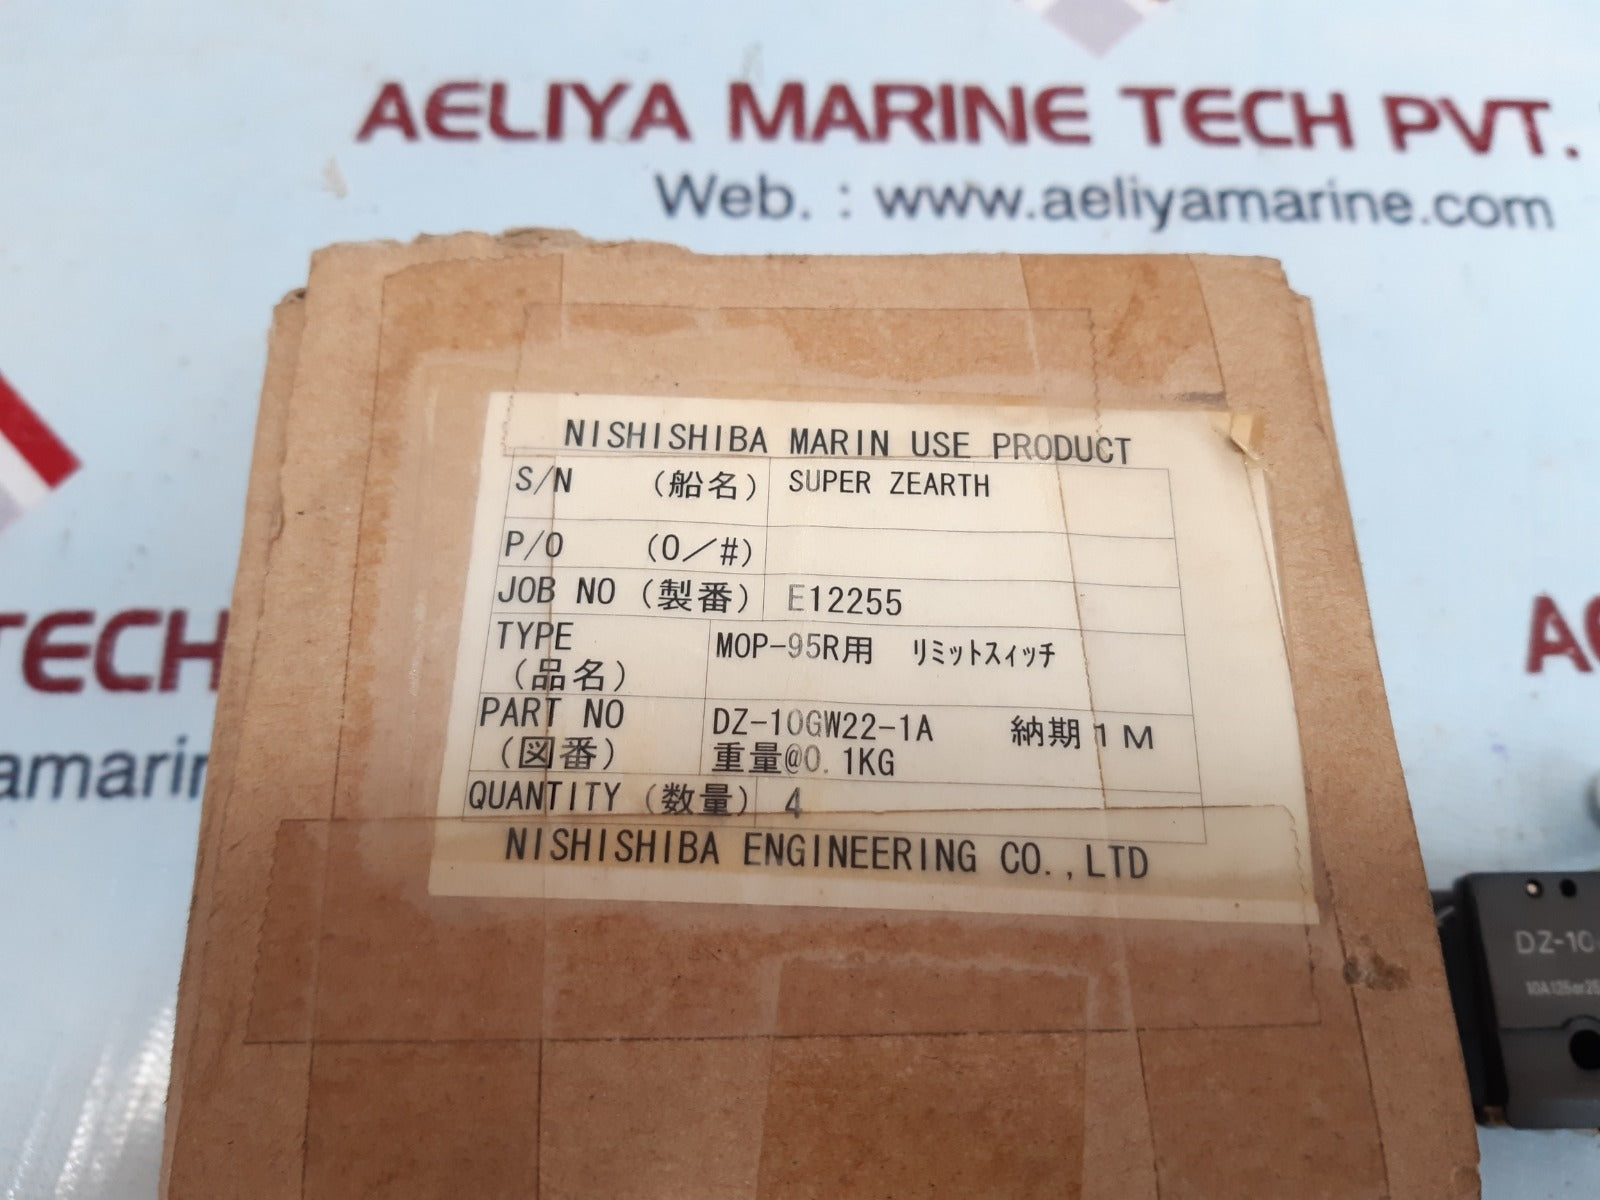 AELIYA MARINE TECH PVT.
Web. : www.aeliyamarine.com
NISHISHIBA MARIN USE PRODUCT
S/N (船名) SUPER ZEARTH
P/O (O/#)
JOB NO (製番) E12255
TYPE (品名) MOP-95R用 リミットスイッチ
PART NO (図番) DZ-10GW22-1A 納期 1M
重量@0.1KG
QUANTITY (数量) 4
NISHISHIBA ENGINEERING CO.,LTD
TECH
amarin
A
DZ-10
10A125or25